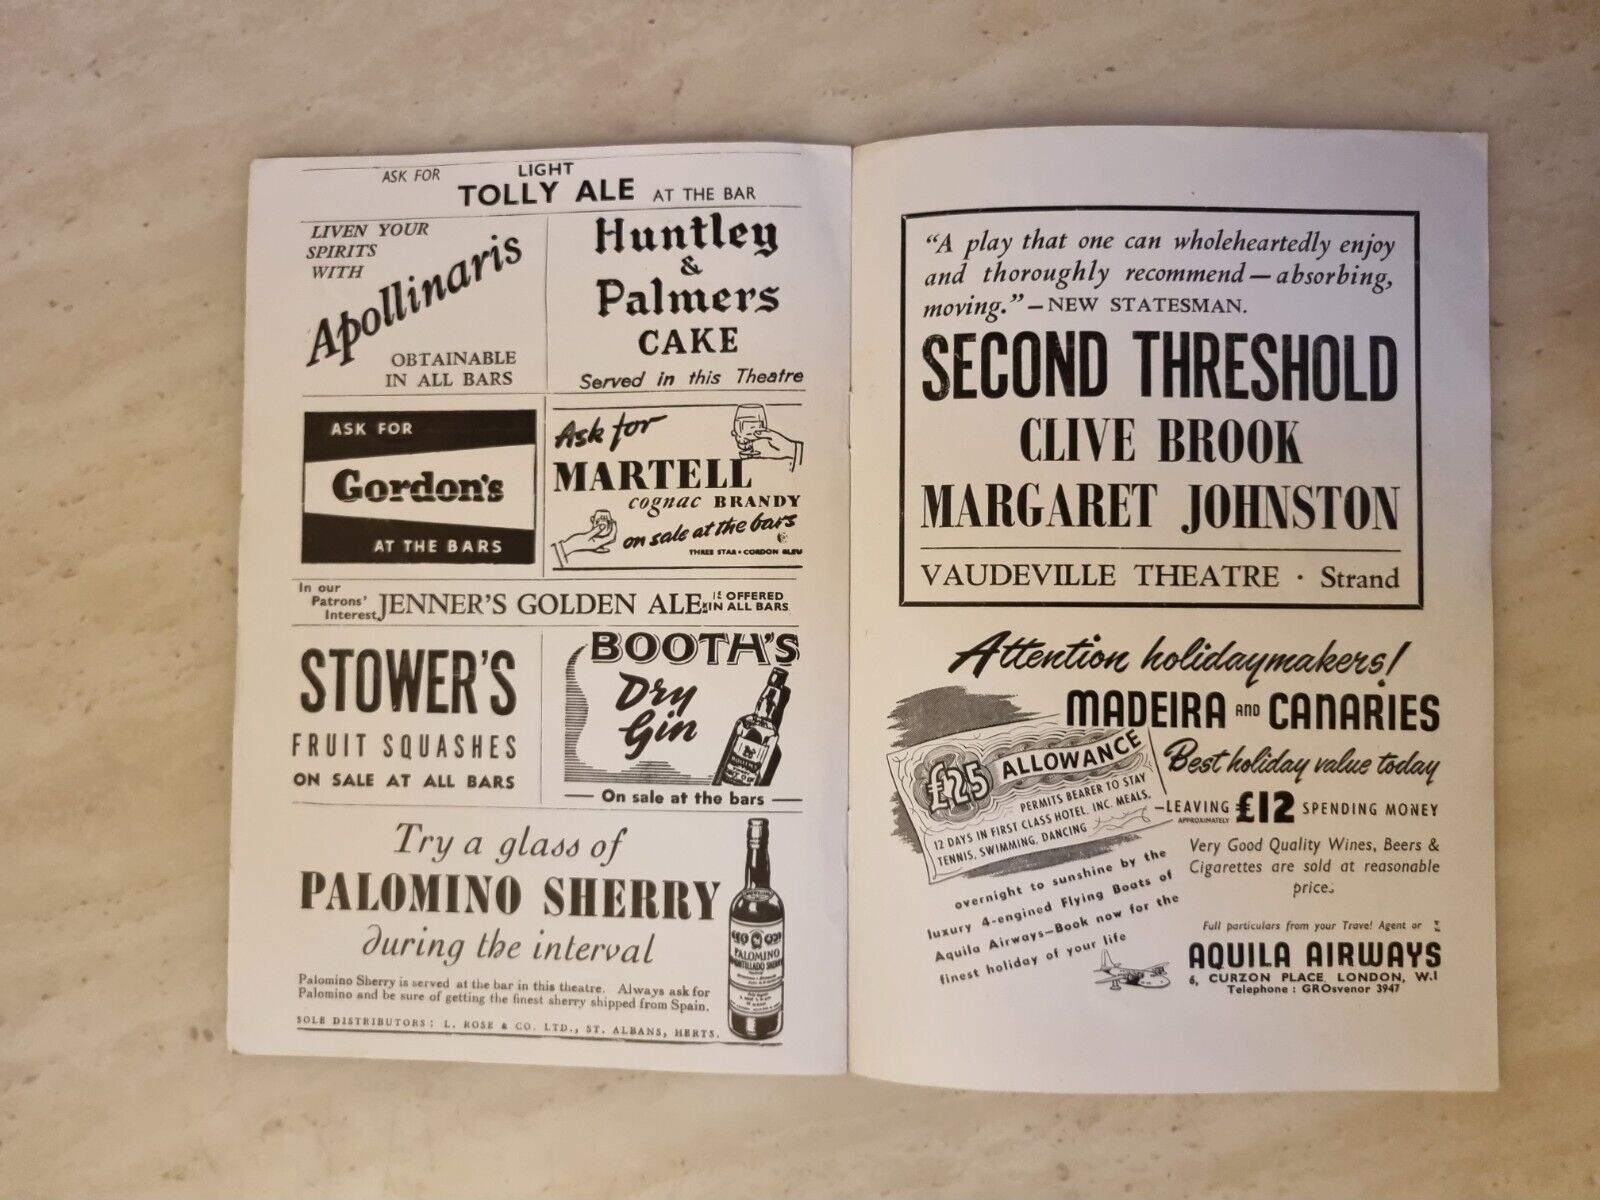 ASK FOR LIGHT
TOLLY ALE AT THE BAR
LIVEN YOUR
SPIRITS
WITH
Apollinaris
OBTAINABLE
IN ALL BARS
Huntley
&
Palmers
CAKE
Served in this Theatre
ASK FOR
Gordon's
AT THE BARS
Ask for
MARTELL
cognac BRANDY
on sale at the bars
THREE STAR • CORDON BLEU
In our
Patrons'
Interest
JENNER'S GOLDEN ALE
IS OFFERED
IN ALL BARS
STOWER'S
FRUIT SQUASHES
ON SALE AT ALL BARS
BOOTH'S
Dry
Gin
BOOTH'S
On sale at the bars
Try a glass of
PALOMINO SHERRY
during the interval
Palomino Sherry is served at the bar in this theatre. Always ask for
Palomino and be sure of getting the finest sherry shipped from Spain.
SOLE DISTRIBUTORS: L. ROSE & CO. LTD., ST. ALBANS, HERTS.
PALOMINO
AMONTILLADO SHERRY
"A play that one can wholeheartedly enjoy
and thoroughly recommend—absorbing,
moving."—NEW STATESMAN.
SECOND THRESHOLD
CLIVE BROOK
MARGARET JOHNSTON
VAUDEVILLE THEATRE · Strand
Attention holidaymakers!
MADEIRA AND CANARIES
Best holiday value today
£25 ALLOWANCE
PERMITS BEARER TO STAY
12 DAYS IN FIRST CLASS HOTEL, INC. MEALS,
TENNIS, SWIMMING, DANCING
—LEAVING APPROXIMATELY £12 SPENDING MONEY
Very Good Quality Wines, Beers &
Cigarettes are sold at reasonable
prices
overnight to sunshine by the
luxury 4-engined Flying Boats of
Aquila Airways—Book now for the
finest holiday of your life
Full particulars from your Travel Agent or
AQUILA AIRWAYS
6, CURZON PLACE, LONDON, W.1
Telephone : GROsvenor 3947